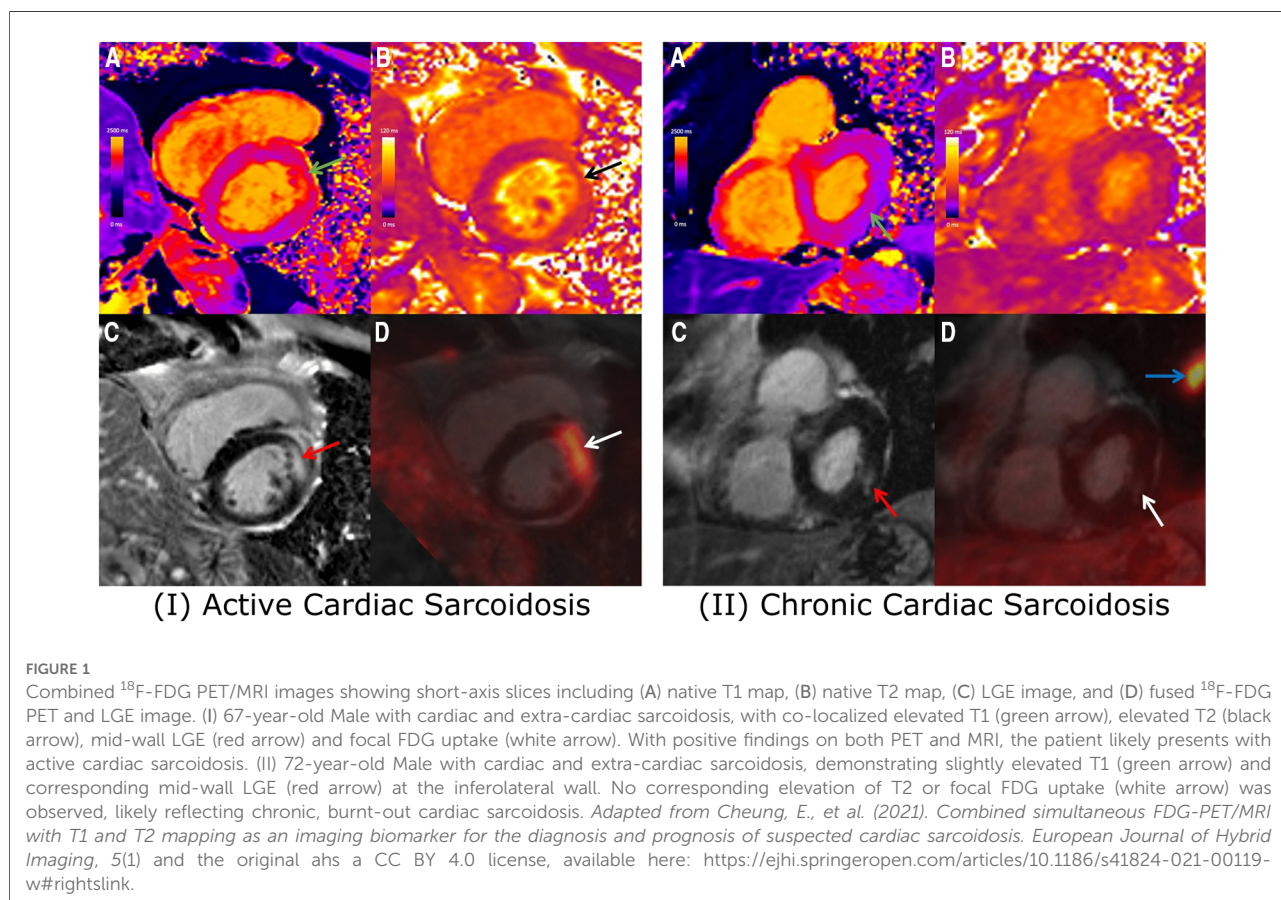 A
B
A
B
2500 ms
0 ms
120 ms
0 ms
2500 ms
0 ms
120 ms
0 ms
C
D
C
D
(I) Active Cardiac Sarcoidosis
(II) Chronic Cardiac Sarcoidosis
FIGURE 1
Combined ¹⁸F-FDG PET/MRI images showing short-axis slices including (A) native T1 map, (B) native T2 map, (C) LGE image, and (D) fused ¹⁸F-FDG
PET and LGE image. (I) 67-year-old Male with cardiac and extra-cardiac sarcoidosis, with co-localized elevated T1 (green arrow), elevated T2 (black
arrow), mid-wall LGE (red arrow) and focal FDG uptake (white arrow). With positive findings on both PET and MRI, the patient likely presents with
active cardiac sarcoidosis. (II) 72-year-old Male with cardiac and extra-cardiac sarcoidosis, demonstrating slightly elevated T1 (green arrow) and
corresponding mid-wall LGE (red arrow) at the inferolateral wall. No corresponding elevation of T2 or focal FDG uptake (white arrow) was
observed, likely reflecting chronic, burnt-out cardiac sarcoidosis. Adapted from Cheung, E., et al. (2021). Combined simultaneous FDG-PET/MRI
with T1 and T2 mapping as an imaging biomarker for the diagnosis and prognosis of suspected cardiac sarcoidosis. European Journal of Hybrid
Imaging, 5(1) and the original ahs a CC BY 4.0 license, available here: https://ejhi.springeropen.com/articles/10.1186/s41824-021-00119-
w#rightslink.